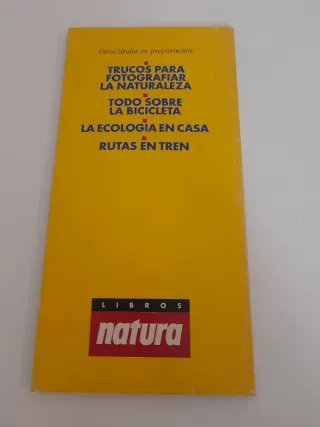 Otros títulos en preparación:
TRUCOS PARA
FOTOGRAFIAR
LA NATURALEZA
TODO SOBRE
LA BICICLETA
LA ECOLOGÍA EN CASA
RUTAS EN TREN
LIBROS
natura